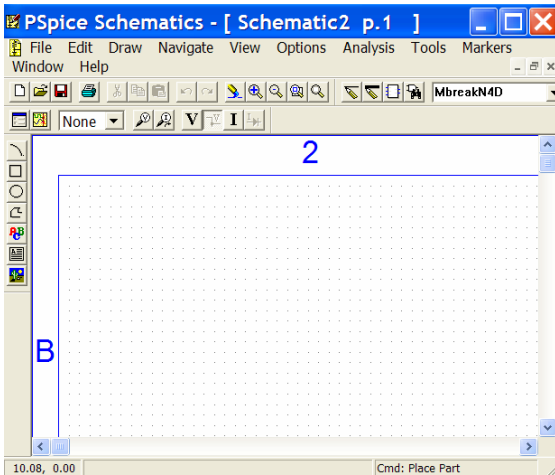 PSpice Schematics - [ Schematic2 p.1 ]
File Edit Draw Navigate View Options Analysis Tools Markers
Window Help
MbreakN4D
None V V I
2
ABC
B
10.08, 0.00 Cmd: Place Part